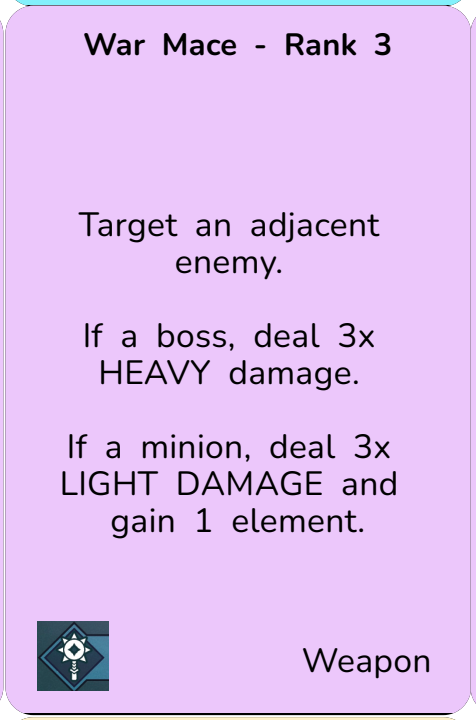 War Mace - Rank 3
Target an adjacent
enemy.
If a boss, deal 3x
HEAVY damage.
If a minion, deal 3x
LIGHT DAMAGE and
gain 1 element.
Weapon